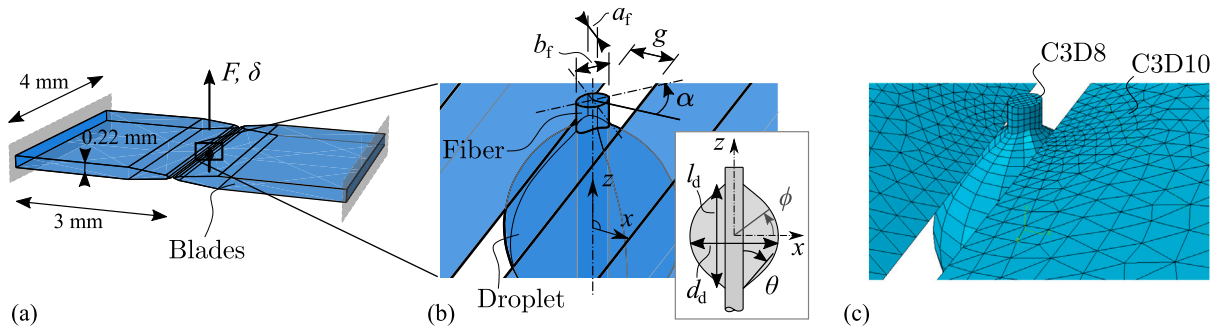 4 mm
F, δ
0.22 mm
3 mm
Blades
(a)
a_f
b_f
g
α
Fiber
z
x
Droplet
z
l_d
ϕ
x
d_d
θ
(b)
C3D8
C3D10
(c)